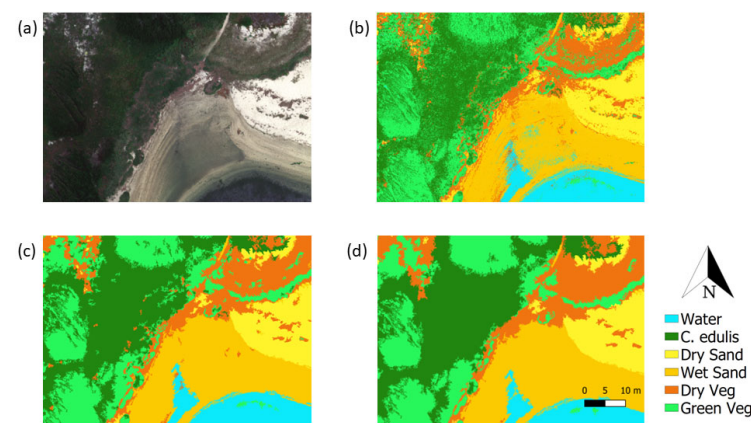 (a)
(b)
(c)
(d)
N
Water
C. edulis
Dry Sand
Wet Sand
0 5 10 m
Dry Veg
Green Veg